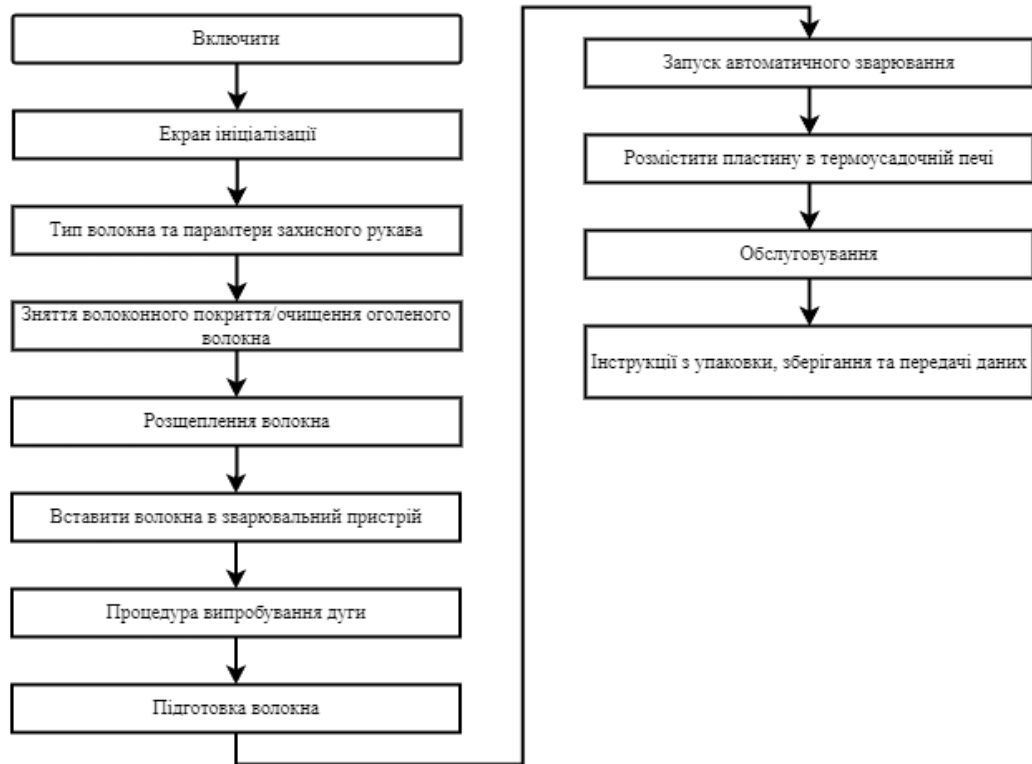 Включити
Екран ініціалізації
Тип волокна та парамтери захисного рукава
Зняття волоконного покриття/очищення оголеного
волокна
Розщеплення волокна
Вставити волокна в зварювальний пристрій
Процедура випробування дуги
Підготовка волокна
Запуск автоматичного зварювання
Розмістити пластину в термоусадочній печі
Обслуговування
Інструкції з упаковки, зберігання та передачі даних